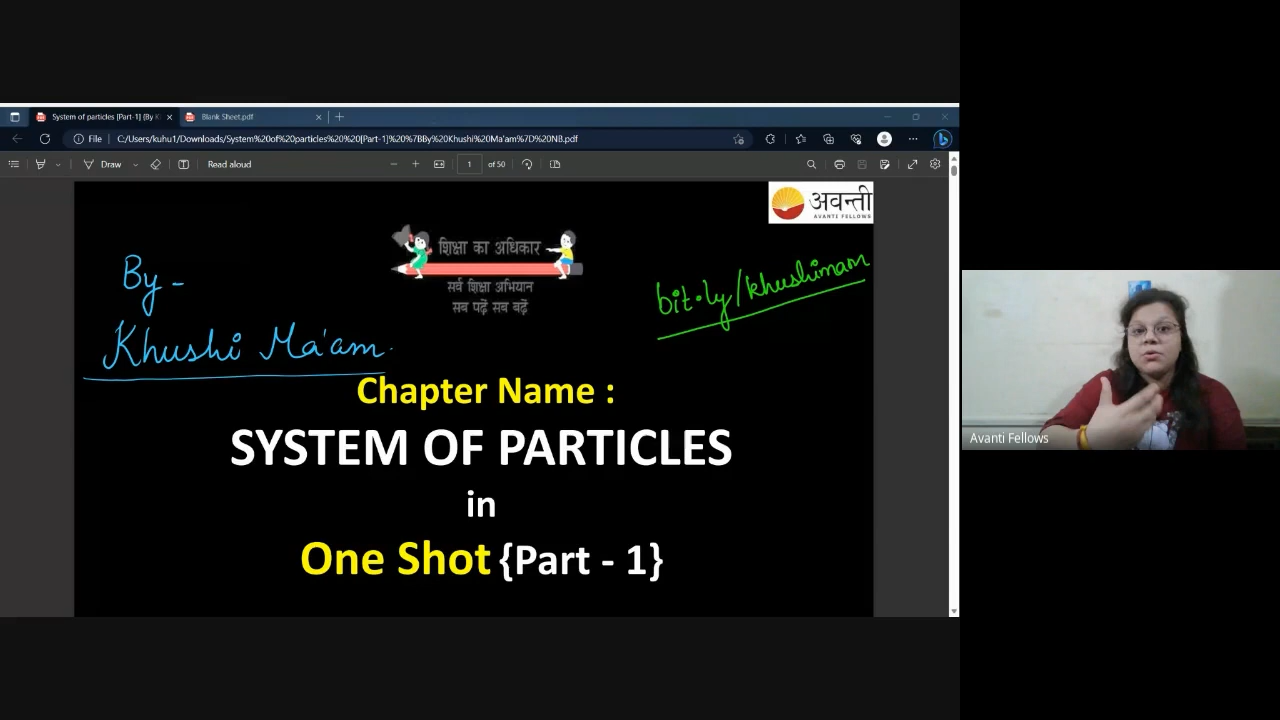 System of particles [Part-1] {By K
Blank Sheet.pdf
File
C:/Users/kuhu1/Downloads/System%20of%20particles%20%20[Part-1]%20%7BBy%20Khushi%20Ma'am%7D%20NB.pdf
Draw
Read aloud
1 of 50
अवन्ती
AVANTI FELLOWS
शिक्षा का अधिकार
सर्व शिक्षा अभियान
सब पढ़ें सब बढ़ें
By -
Khushi Ma'am.
bit.ly/khushimam
Chapter Name :
SYSTEM OF PARTICLES
in
One Shot {Part - 1}
Avanti Fellows